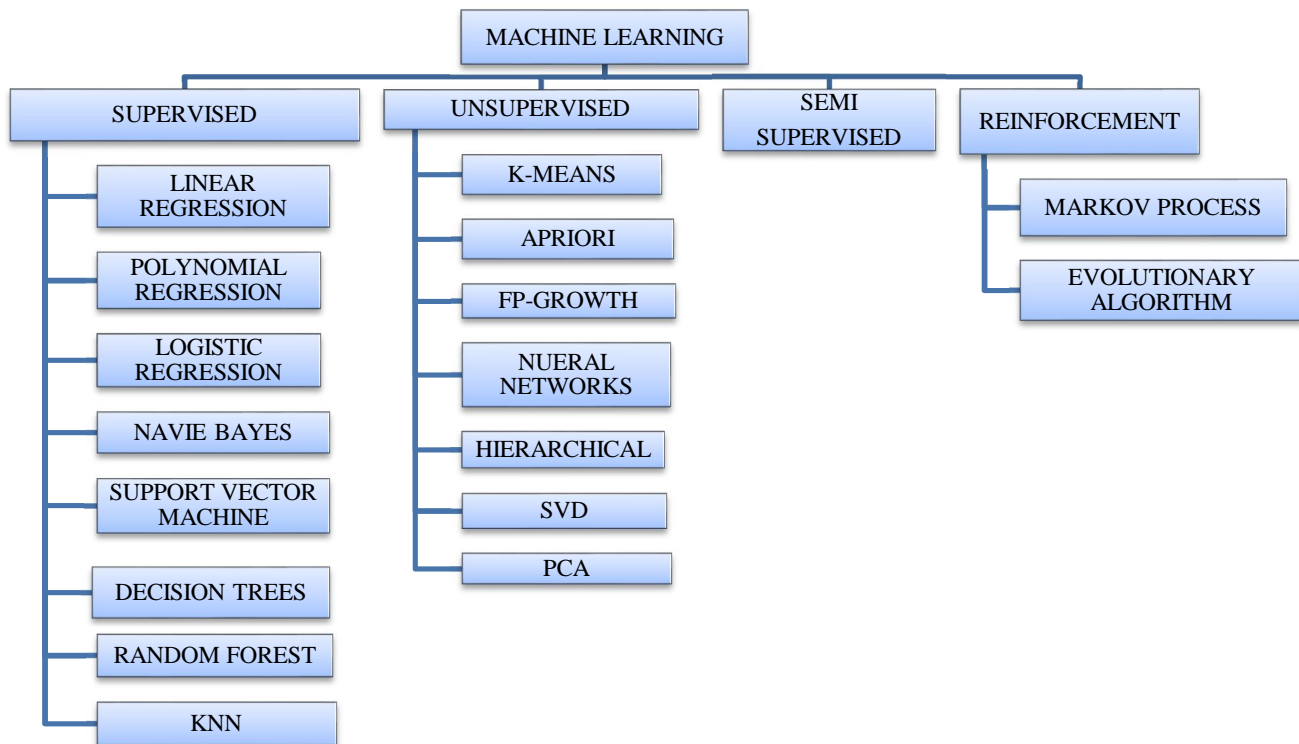 MACHINE LEARNING
SUPERVISED
LINEAR
REGRESSION
POLYNOMIAL
REGRESSION
LOGISTIC
REGRESSION
NAVIE BAYES
SUPPORT VECTOR
MACHINE
DECISION TREES
RANDOM FOREST
KNN
UNSUPERVISED
K-MEANS
APRIORI
FP-GROWTH
NUERAL
NETWORKS
HIERARCHICAL
SVD
PCA
SEMI
SUPERVISED
REINFORCEMENT
MARKOV PROCESS
EVOLUTIONARY
ALGORITHM